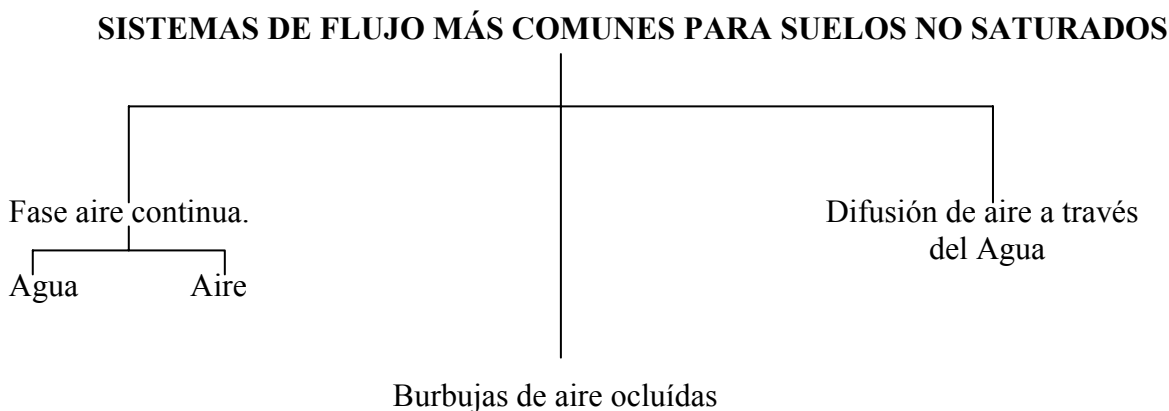 SISTEMAS DE FLUJO MÁS COMUNES PARA SUELOS NO SATURADOS
Fase aire continua.
Agua Aire
Difusión de aire a través
del Agua
Burbujas de aire ocluídas